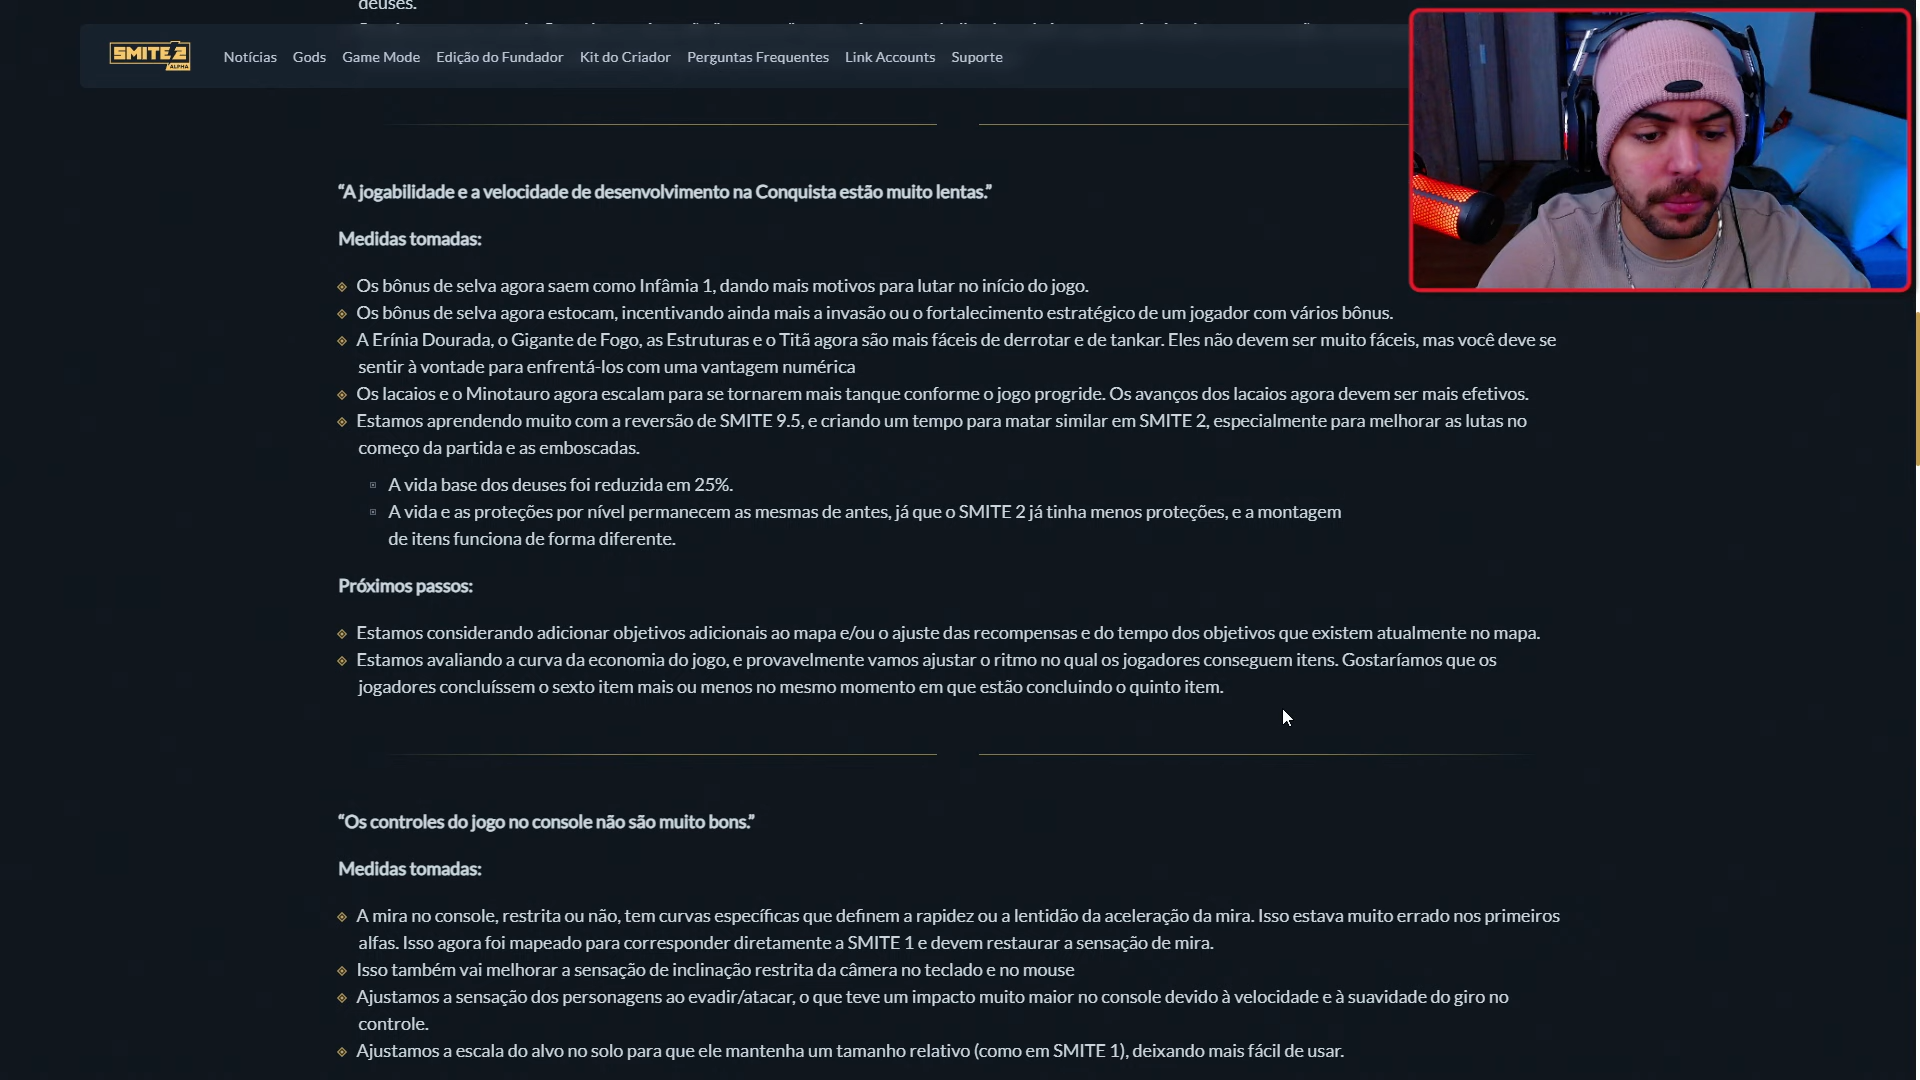 deuses.
SMITE 2
ALPHA
Notícias Gods Game Mode Edição do Fundador Kit do Criador Perguntas Frequentes Link Accounts Suporte
“A jogabilidade e a velocidade de desenvolvimento na Conquista estão muito lentas.”
Medidas tomadas:
Os bônus de selva agora saem como Infâmia 1, dando mais motivos para lutar no início do jogo.
Os bônus de selva agora estocam, incentivando ainda mais a invasão ou o fortalecimento estratégico de um jogador com vários bônus.
A Erínia Dourada, o Gigante de Fogo, as Estruturas e o Titã agora são mais fáceis de derrotar e de tankar. Eles não devem ser muito fáceis, mas você deve se
sentir à vontade para enfrentá-los com uma vantagem numérica
Os lacaios e o Minotauro agora escalam para se tornarem mais tanque conforme o jogo progride. Os avanços dos lacaios agora devem ser mais efetivos.
Estamos aprendendo muito com a reversão de SMITE 9.5, e criando um tempo para matar similar em SMITE 2, especialmente para melhorar as lutas no
começo da partida e as emboscadas.
A vida base dos deuses foi reduzida em 25%.
A vida e as proteções por nível permanecem as mesmas de antes, já que o SMITE 2 já tinha menos proteções, e a montagem
de itens funciona de forma diferente.
Próximos passos:
Estamos considerando adicionar objetivos adicionais ao mapa e/ou o ajuste das recompensas e do tempo dos objetivos que existem atualmente no mapa.
Estamos avaliando a curva da economia do jogo, e provavelmente vamos ajustar o ritmo no qual os jogadores conseguem itens. Gostaríamos que os
jogadores concluíssem o sexto item mais ou menos no mesmo momento em que estão concluindo o quinto item.
“Os controles do jogo no console não são muito bons.”
Medidas tomadas:
A mira no console, restrita ou não, tem curvas específicas que definem a rapidez ou a lentidão da aceleração da mira. Isso estava muito errado nos primeiros
alfas. Isso agora foi mapeado para corresponder diretamente a SMITE 1 e devem restaurar a sensação de mira.
Isso também vai melhorar a sensação de inclinação restrita da câmera no teclado e no mouse
Ajustamos a sensação dos personagens ao evadir/atacar, o que teve um impacto muito maior no console devido à velocidade e à suavidade do giro no
controle.
Ajustamos a escala do alvo no solo para que ele mantenha um tamanho relativo (como em SMITE 1), deixando mais fácil de usar.